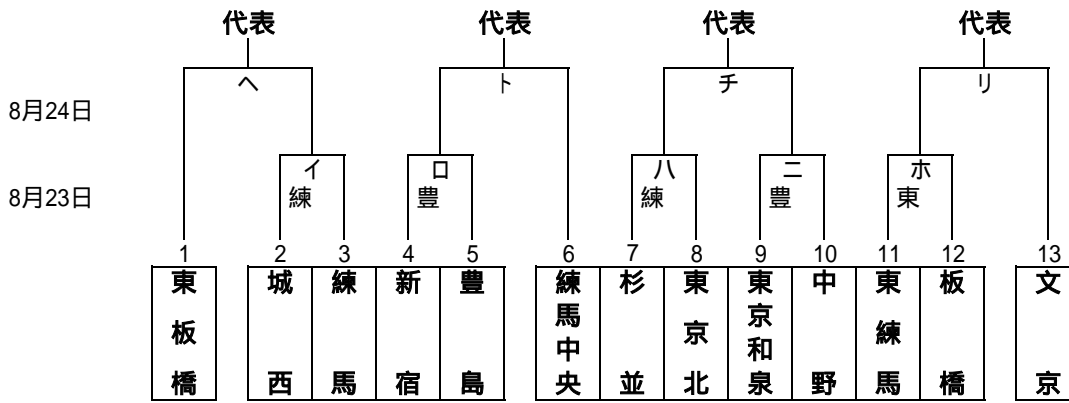 代表 代表 代表 代表
ヘ ト チ リ
8月24日
イ ロ ハ ニ ホ
8月23日 練 豊 練 豊 東
1 2 3 4 5 6 7 8 9 10 11 12 13
東板橋 城西 練馬 新宿 豊島 練馬中央 杉並 東京北 東京和泉 中野 東練馬 板橋 文京